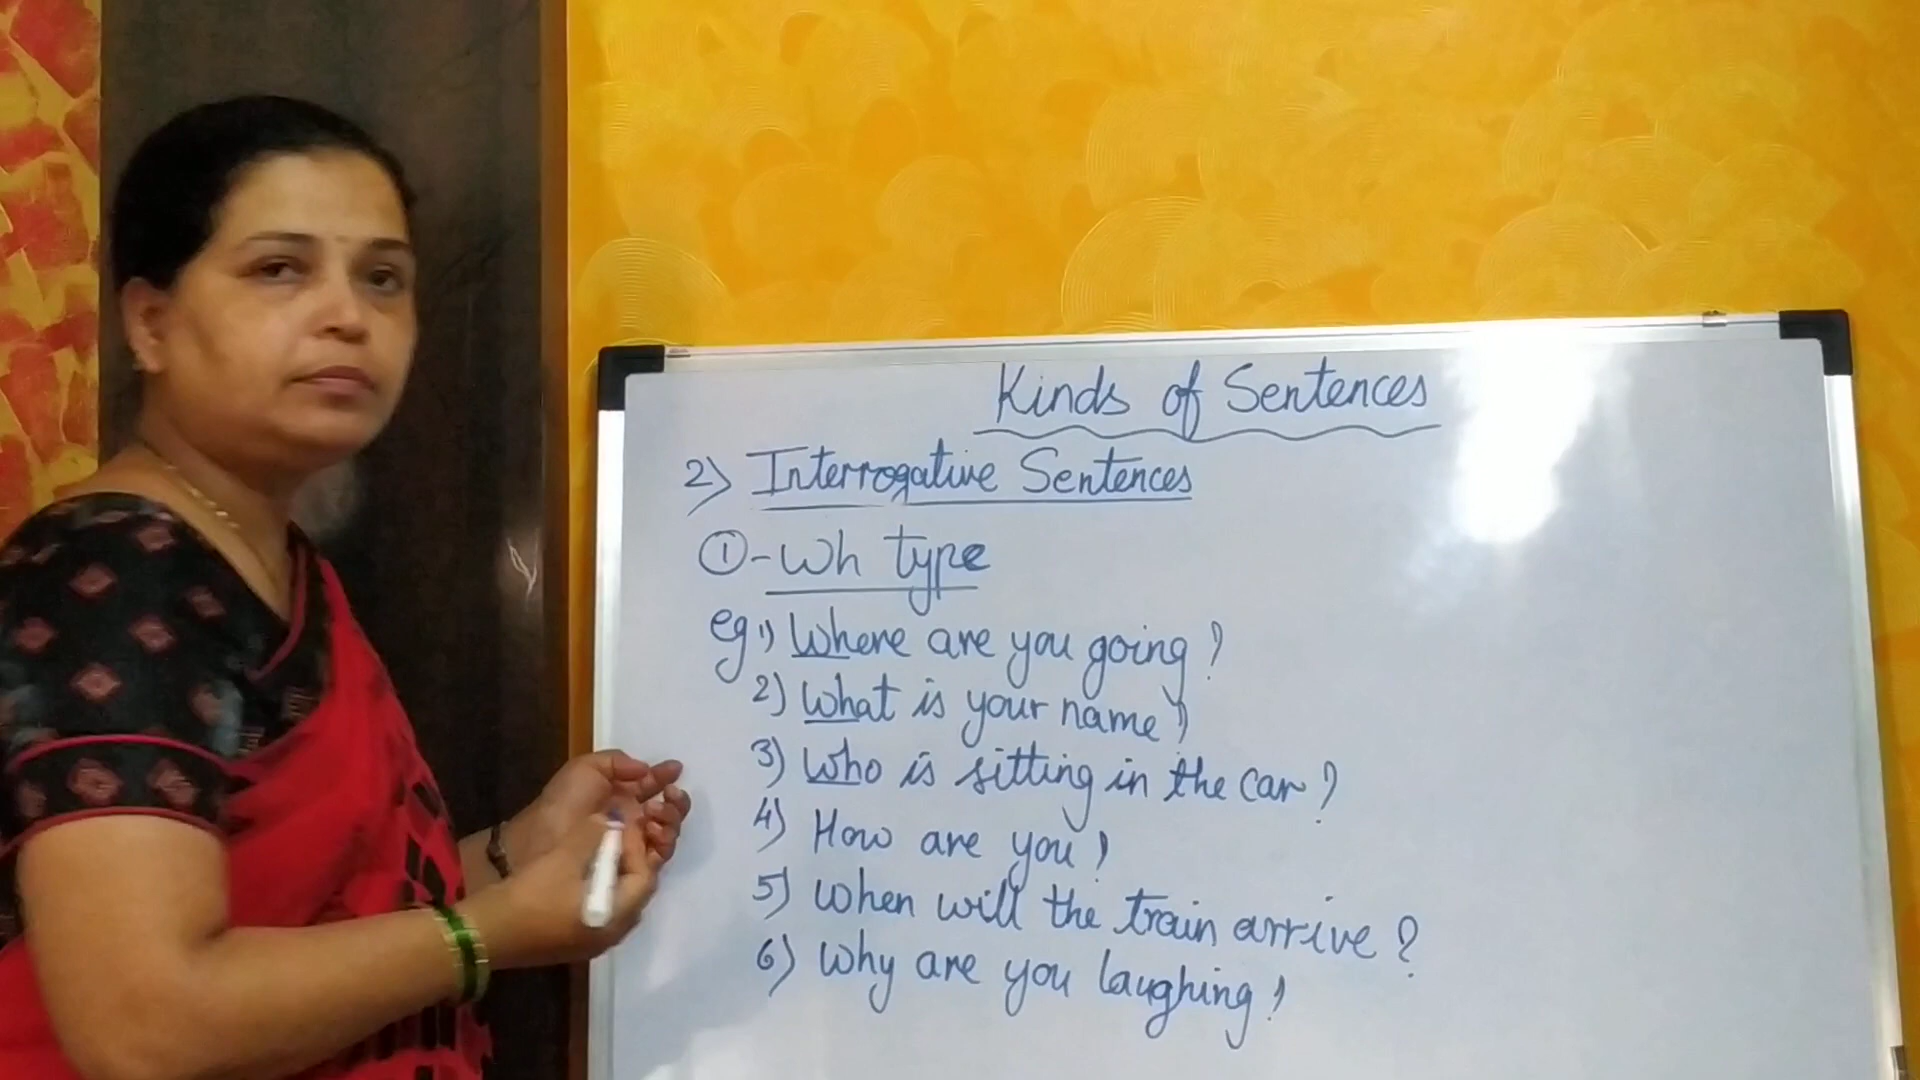 Kinds of Sentences
2) Interrogative Sentences
① - Wh type
eg 1) Where are you going?
2) What is your name?
3) Who is sitting in the car?
4) How are you?
5) When will the train arrive?
6) Why are you laughing?